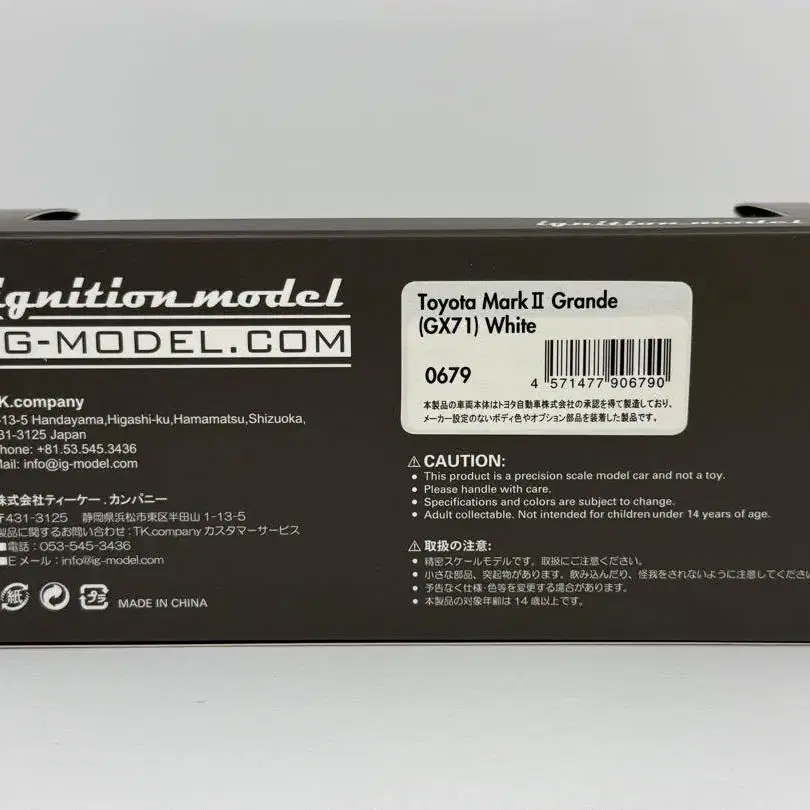 ignition model
ignition model
G-MODEL.COM
K.company
-13-5 Handayama,Higashi-ku,Hamamatsu,Shizuoka,
31-3125 Japan
hone: +81.53.545.3436
Mail: info@ig-model.com
株式会社ティーケー.カンパニー
〒431-3125 静岡県浜松市東区半田山1-13-5
製品に関するお問い合わせ:TK.company カスタマーサービス
■電話:053-545-3436
■Eメール:info@ig-model.com
紙
プラ
MADE IN CHINA
Toyota Mark II Grande
(GX71) White
0679
4 571477 906790
本製品の車両本体はトヨタ自動車株式会社の承認を得て製造しており、
メーカー設定のないボディ色やオプション部品を装着した製品です。
⚠ CAUTION:
• This product is a precision scale model car and not a toy.
• Please handle with care.
• Specifications and colors are subject to change.
• Adult collectable. Not intended for children under 14 years of age.
⚠ 取扱の注意:
• 精密スケールモデルです。取扱にご注意ください。
• 小さな部品、突起物があります。飲み込んだり、怪我をされないように注意してくださ
• 予告なく仕様・色等を変更する場合があります。
• 本製品の対象年齢は14歳以上です。